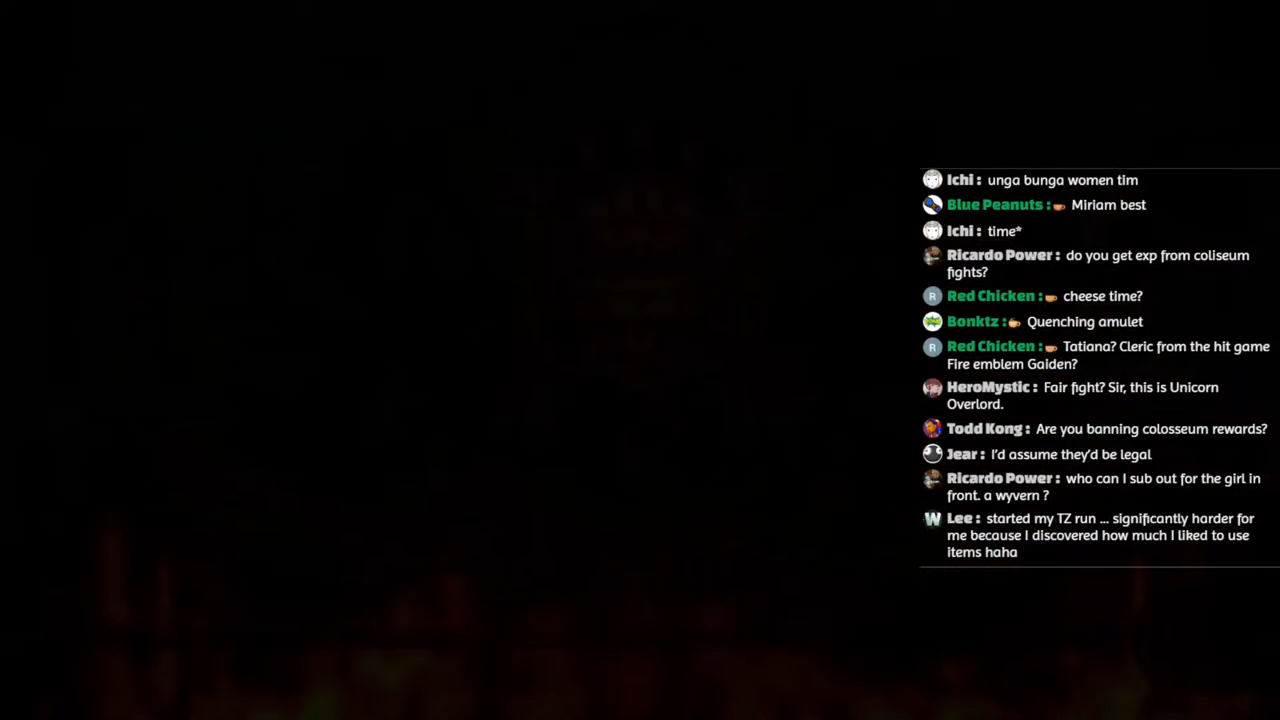 Ichi : unga bunga women tim
Blue Peanuts : Miriam best
Ichi : time*
Ricardo Power : do you get exp from coliseum
fights?
R Red Chicken : cheese time?
Bonktz : Quenching amulet
R Red Chicken : Tatiana? Cleric from the hit game
Fire emblem Gaiden?
HeroMystic : Fair fight? Sir, this is Unicorn
Overlord.
Todd Kong : Are you banning colosseum rewards?
Jear : I'd assume they'd be legal
Ricardo Power : who can I sub out for the girl in
front. a wyvern ?
W Lee : started my TZ run ... significantly harder for
me because I discovered how much I liked to use
items haha